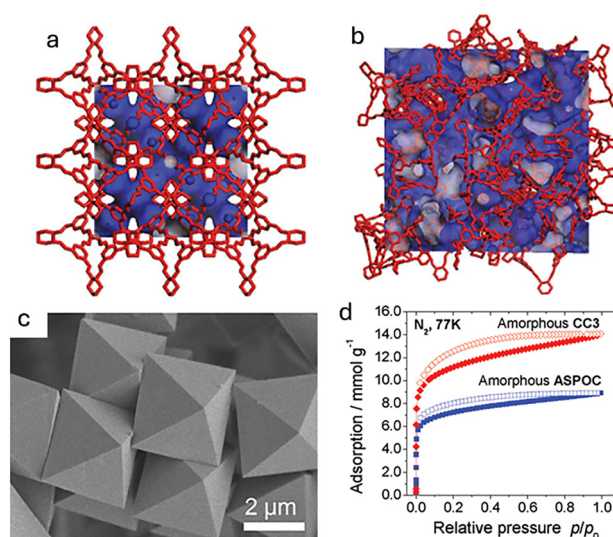 a
b
c
2 μm
d
N2, 77K
Amorphous CC3
Amorphous ASPOC
16.0
14.0
12.0
10.0
8.0
6.0
4.0
2.0
0.0
0.0 0.2 0.4 0.6 0.8 1.0
Adsorption / mmol g-1
Relative pressure p/p0